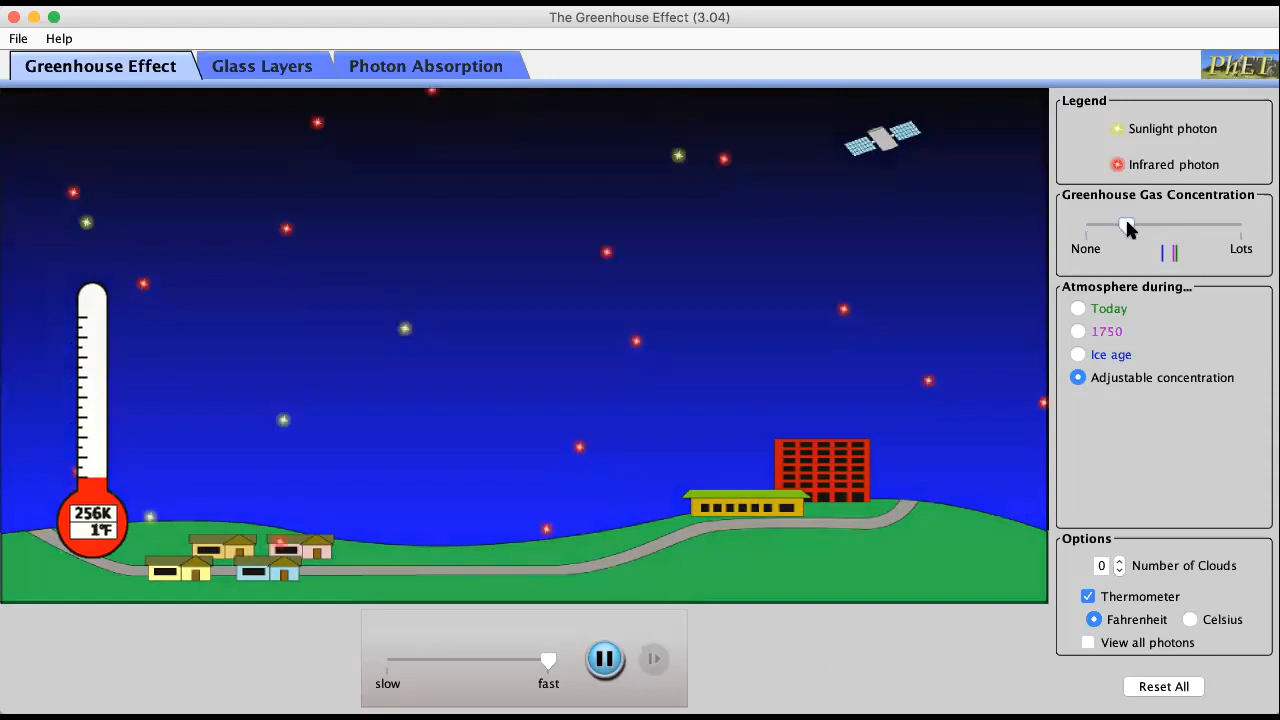 The Greenhouse Effect (3.04)
File Help
Greenhouse Effect Glass Layers Photon Absorption
PhET
Legend
Sunlight photon
Infrared photon
Greenhouse Gas Concentration
None Lots
Atmosphere during...
Today
1750
Ice age
Adjustable concentration
256K
1°F
Options
0 Number of Clouds
Thermometer
Fahrenheit Celsius
View all photons
slow fast
Reset All